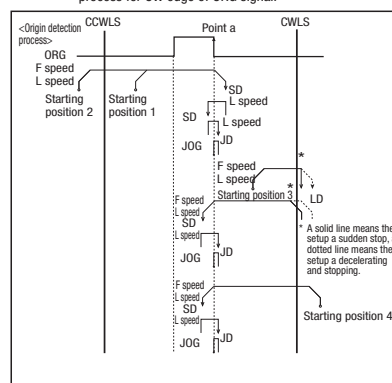 process for CW edge of ORG signal.
<Origin detection
process>
CCWLS
Point a
CWLS
ORG
F speed
L speed
Starting
position 2
Starting
position 1
SD
L speed
SD
L speed
JOG
JD
F speed
L speed
*
Starting position 3
*
LD
F speed
L speed
SD
L speed
JOG
JD
* A solid line means the
setup a sudden stop,
dotted line means the
setup a decelerating
and stopping.
F speed
L speed
SD
L speed
JOG
JD
Starting position 4